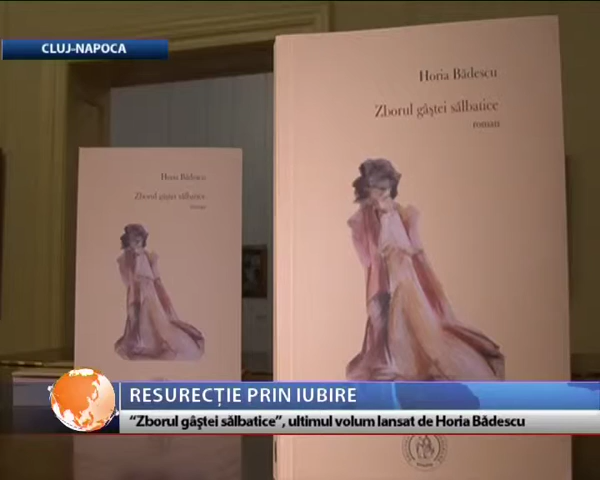 CLUJ-NAPOCA
Horia Bădescu
Zborul gâștei sălbatice
roman
Horia Bădescu
Zborul gâștei sălbatice
roman
RESURECȚIE PRIN IUBIRE
“Zborul gâştei sălbatice”, ultimul volum lansat de Horia Bădescu